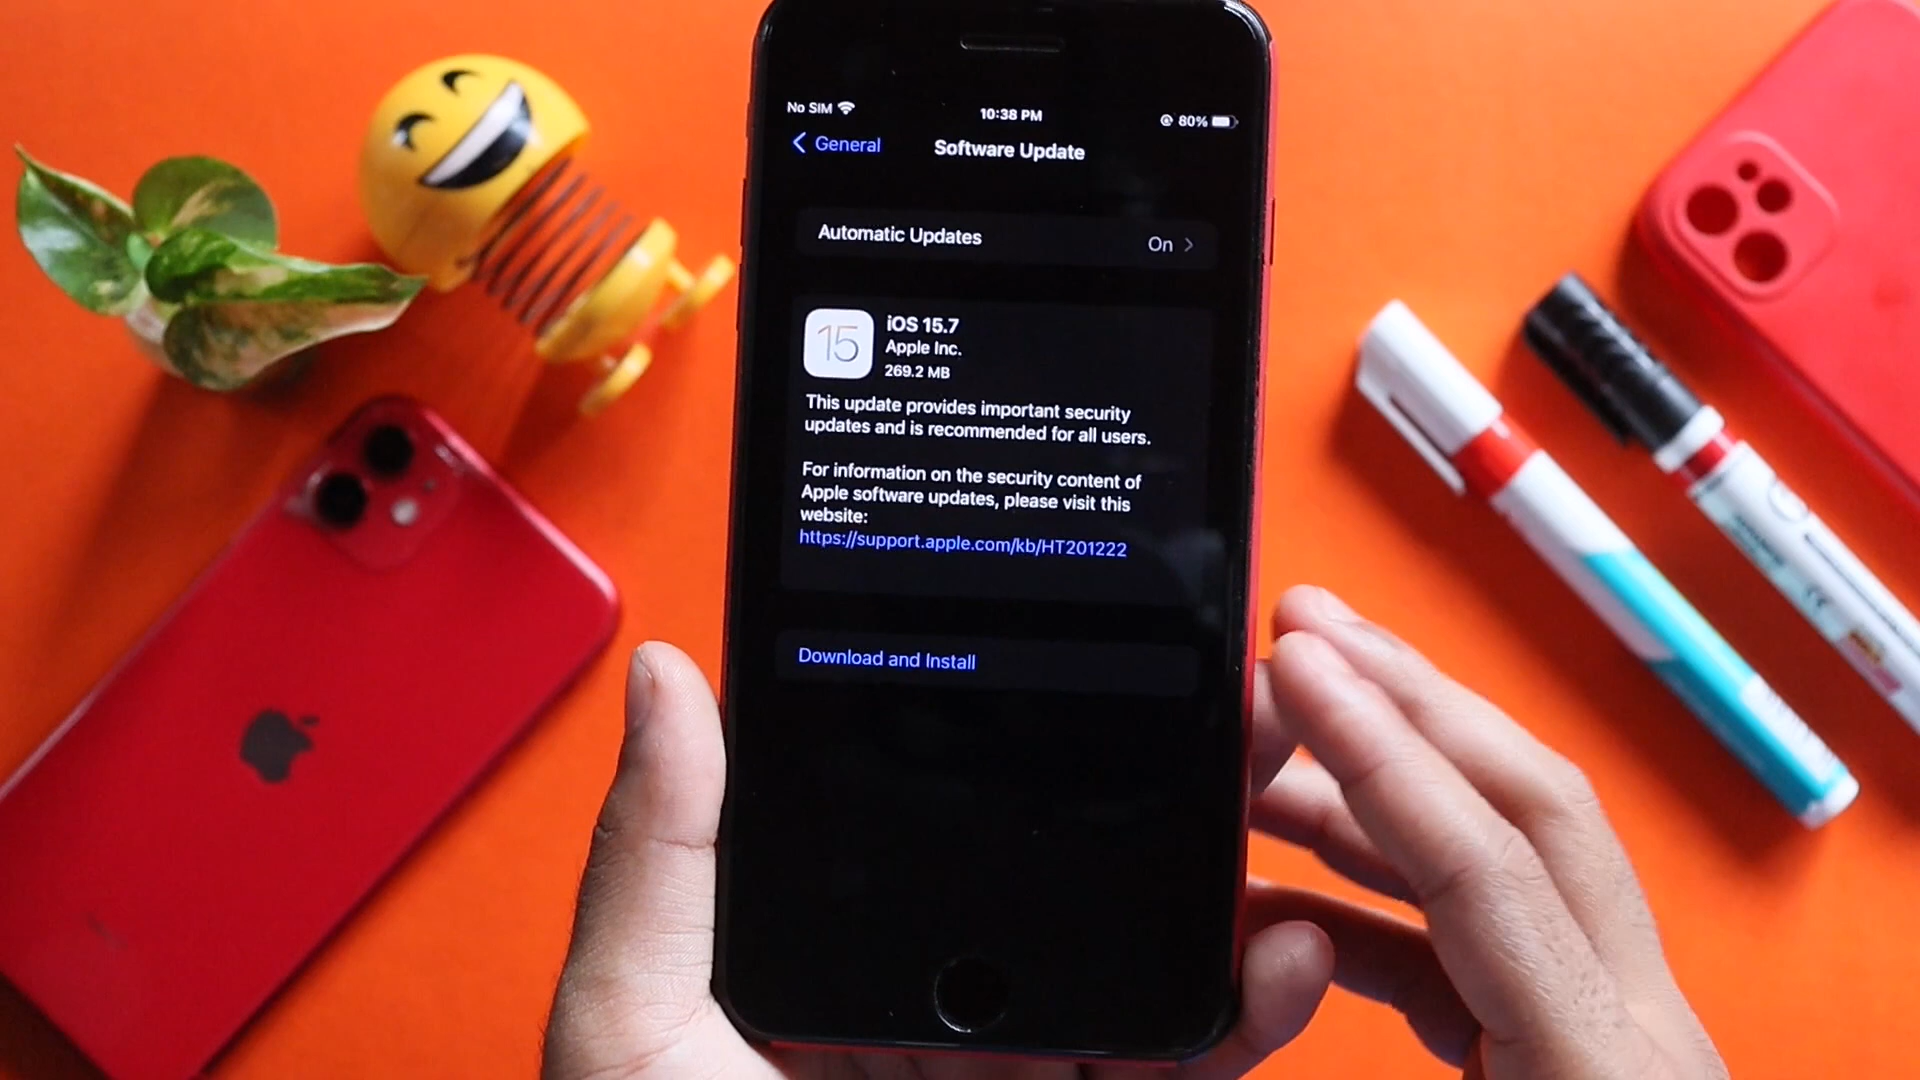 No SIM
10:38 PM
80%
General
Software Update
Automatic Updates
On
15
iOS 15.7
Apple Inc.
269.2 MB
This update provides important security
updates and is recommended for all users.
For information on the security content of
Apple software updates, please visit this
website:
https://support.apple.com/kb/HT201222
Download and Install